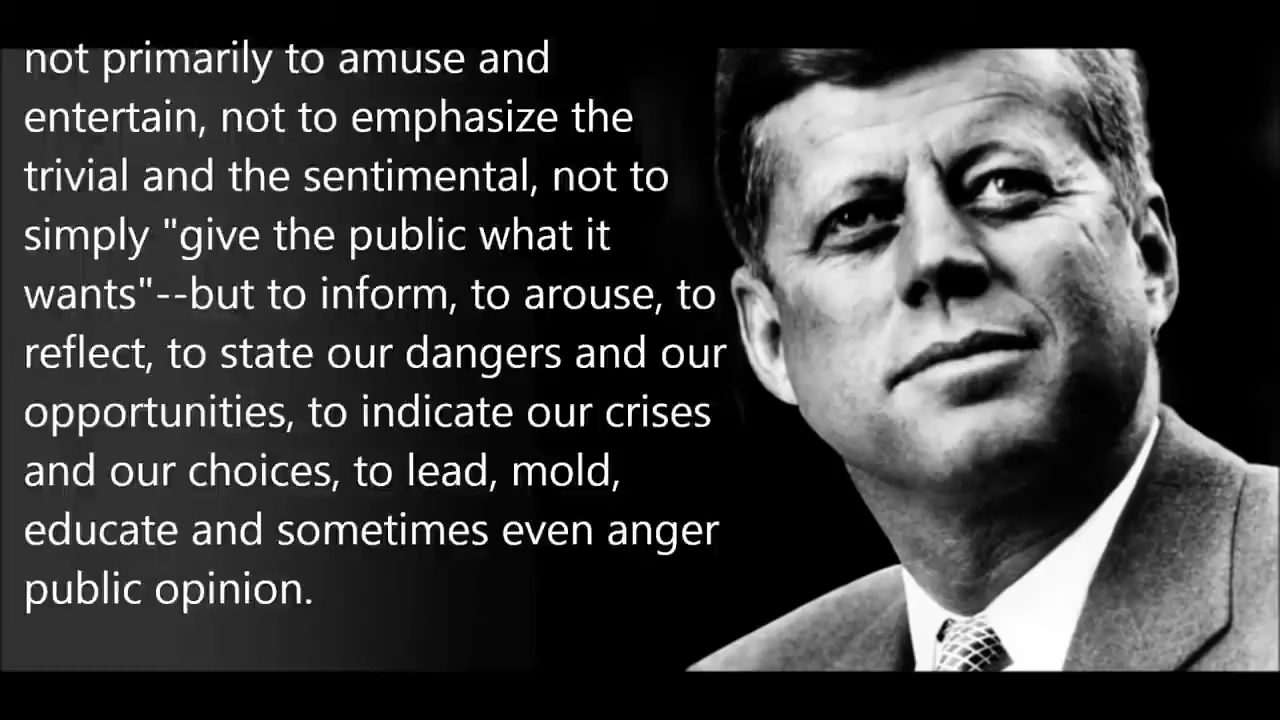 not primarily to amuse and
entertain, not to emphasize the
trivial and the sentimental, not to
simply "give the public what it
wants"--but to inform, to arouse, to
reflect, to state our dangers and our
opportunities, to indicate our crises
and our choices, to lead, mold,
educate and sometimes even anger
public opinion.